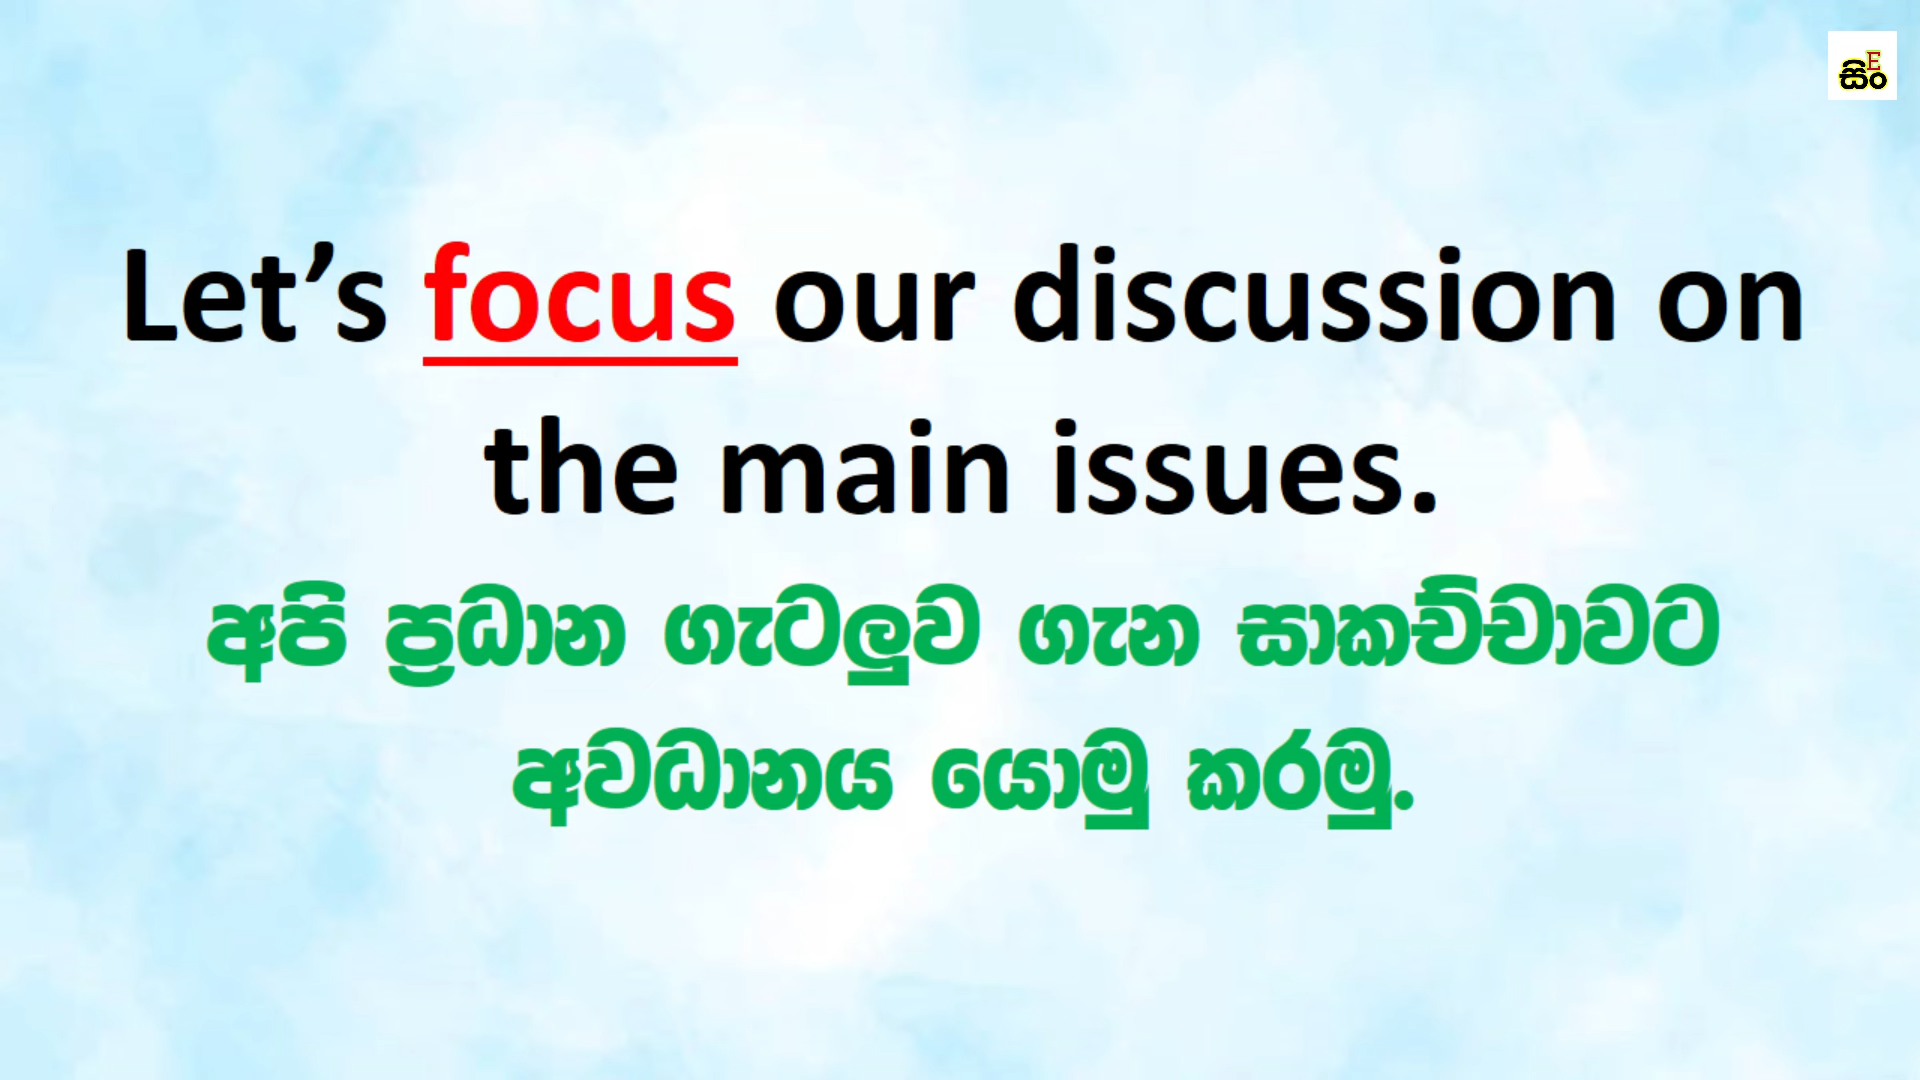 සිං
E
Let’s focus our discussion on
the main issues.
අපි ප්‍රධාන ගැටලුව ගැන සාකච්චාවට
අවධානය යොමු කරමු.